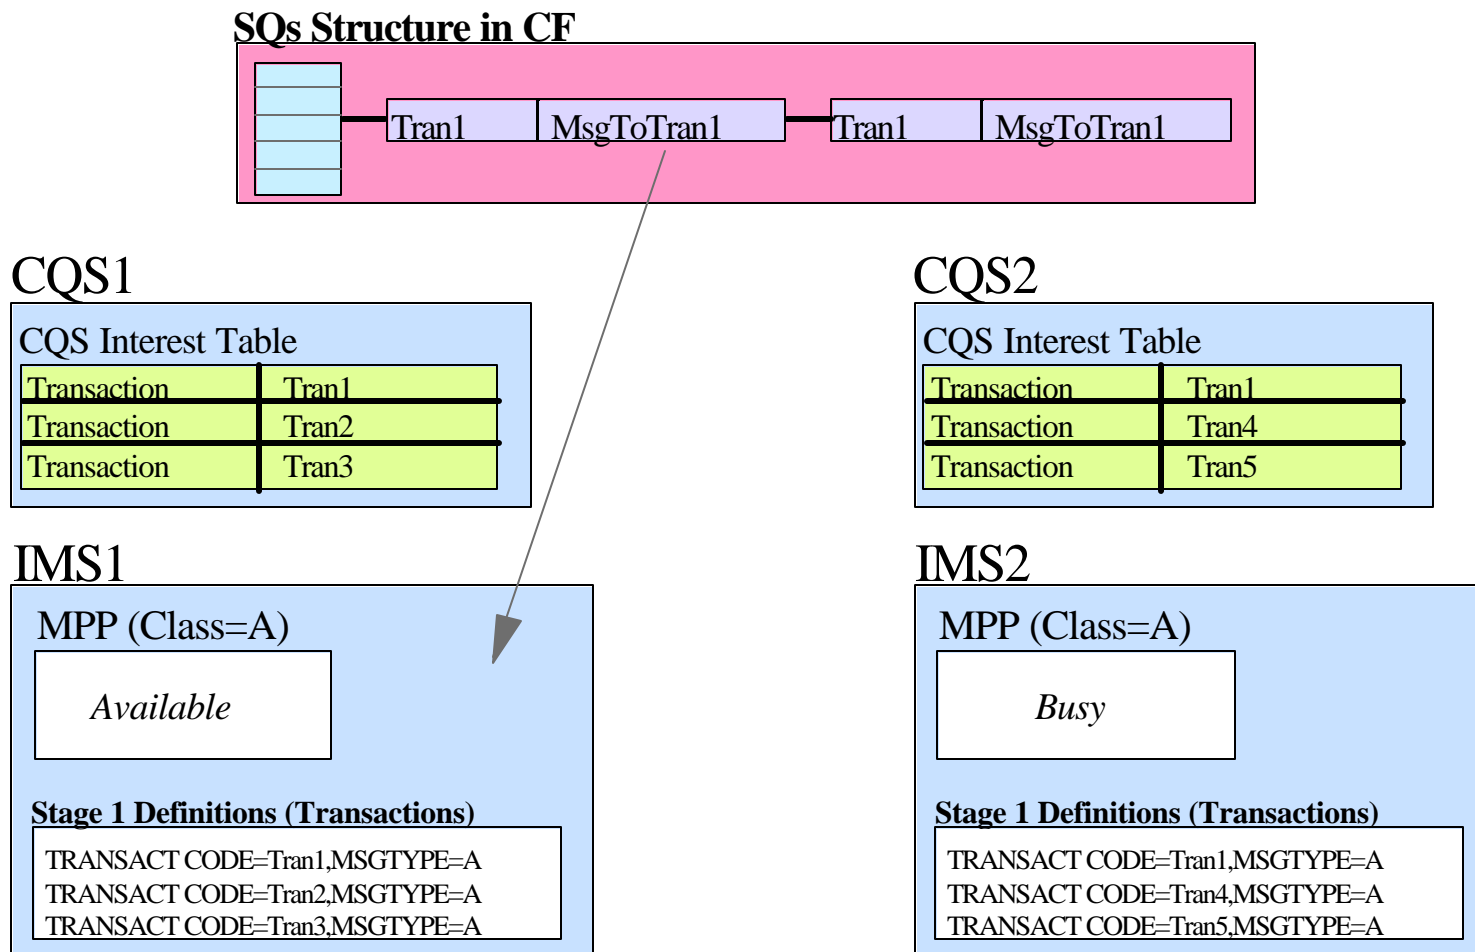 SQs Structure in CF
Tran1 MsgToTran1 Tran1 MsgToTran1
CQS1
CQS Interest Table
Transaction Tran1
Transaction Tran2
Transaction Tran3
CQS2
CQS Interest Table
Transaction Tran1
Transaction Tran4
Transaction Tran5
IMS1
MPP (Class=A)
Available
Stage 1 Definitions (Transactions)
TRANSACT CODE=Tran1,MSGTYPE=A
TRANSACT CODE=Tran2,MSGTYPE=A
TRANSACT CODE=Tran3,MSGTYPE=A
IMS2
MPP (Class=A)
Busy
Stage 1 Definitions (Transactions)
TRANSACT CODE=Tran1,MSGTYPE=A
TRANSACT CODE=Tran4,MSGTYPE=A
TRANSACT CODE=Tran5,MSGTYPE=A